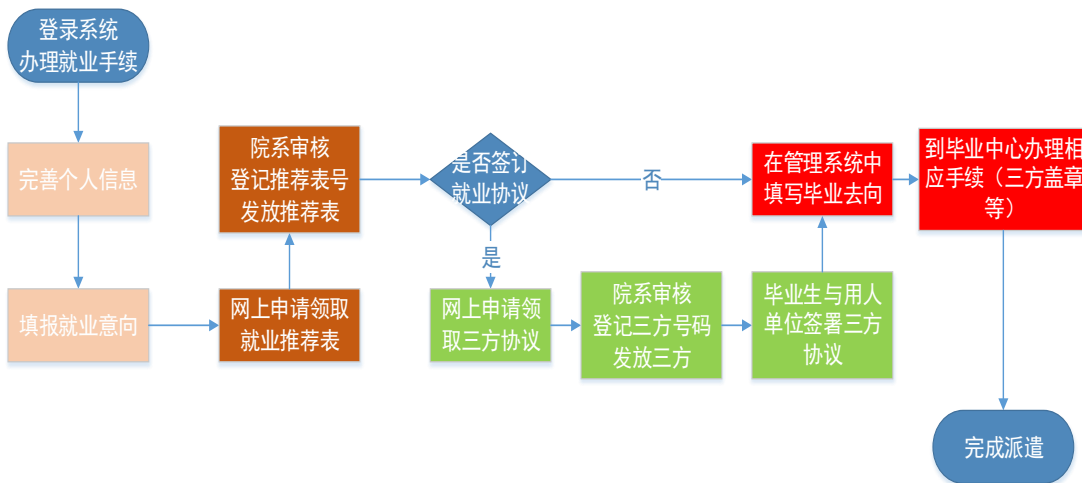 登录系统
办理就业手续
完善个人信息
填报就业意向
网上申请领取
就业推荐表
院系审核
登记推荐表号
发放推荐表
是否签订
就业协议
否
是
网上申请领
取三方协议
院系审核
登记三方号码
发放三方
毕业生与用人
单位签署三方
协议
在管理系统中
填写毕业去向
到毕业中心办理相
应手续（三方盖章
等）
完成派遣